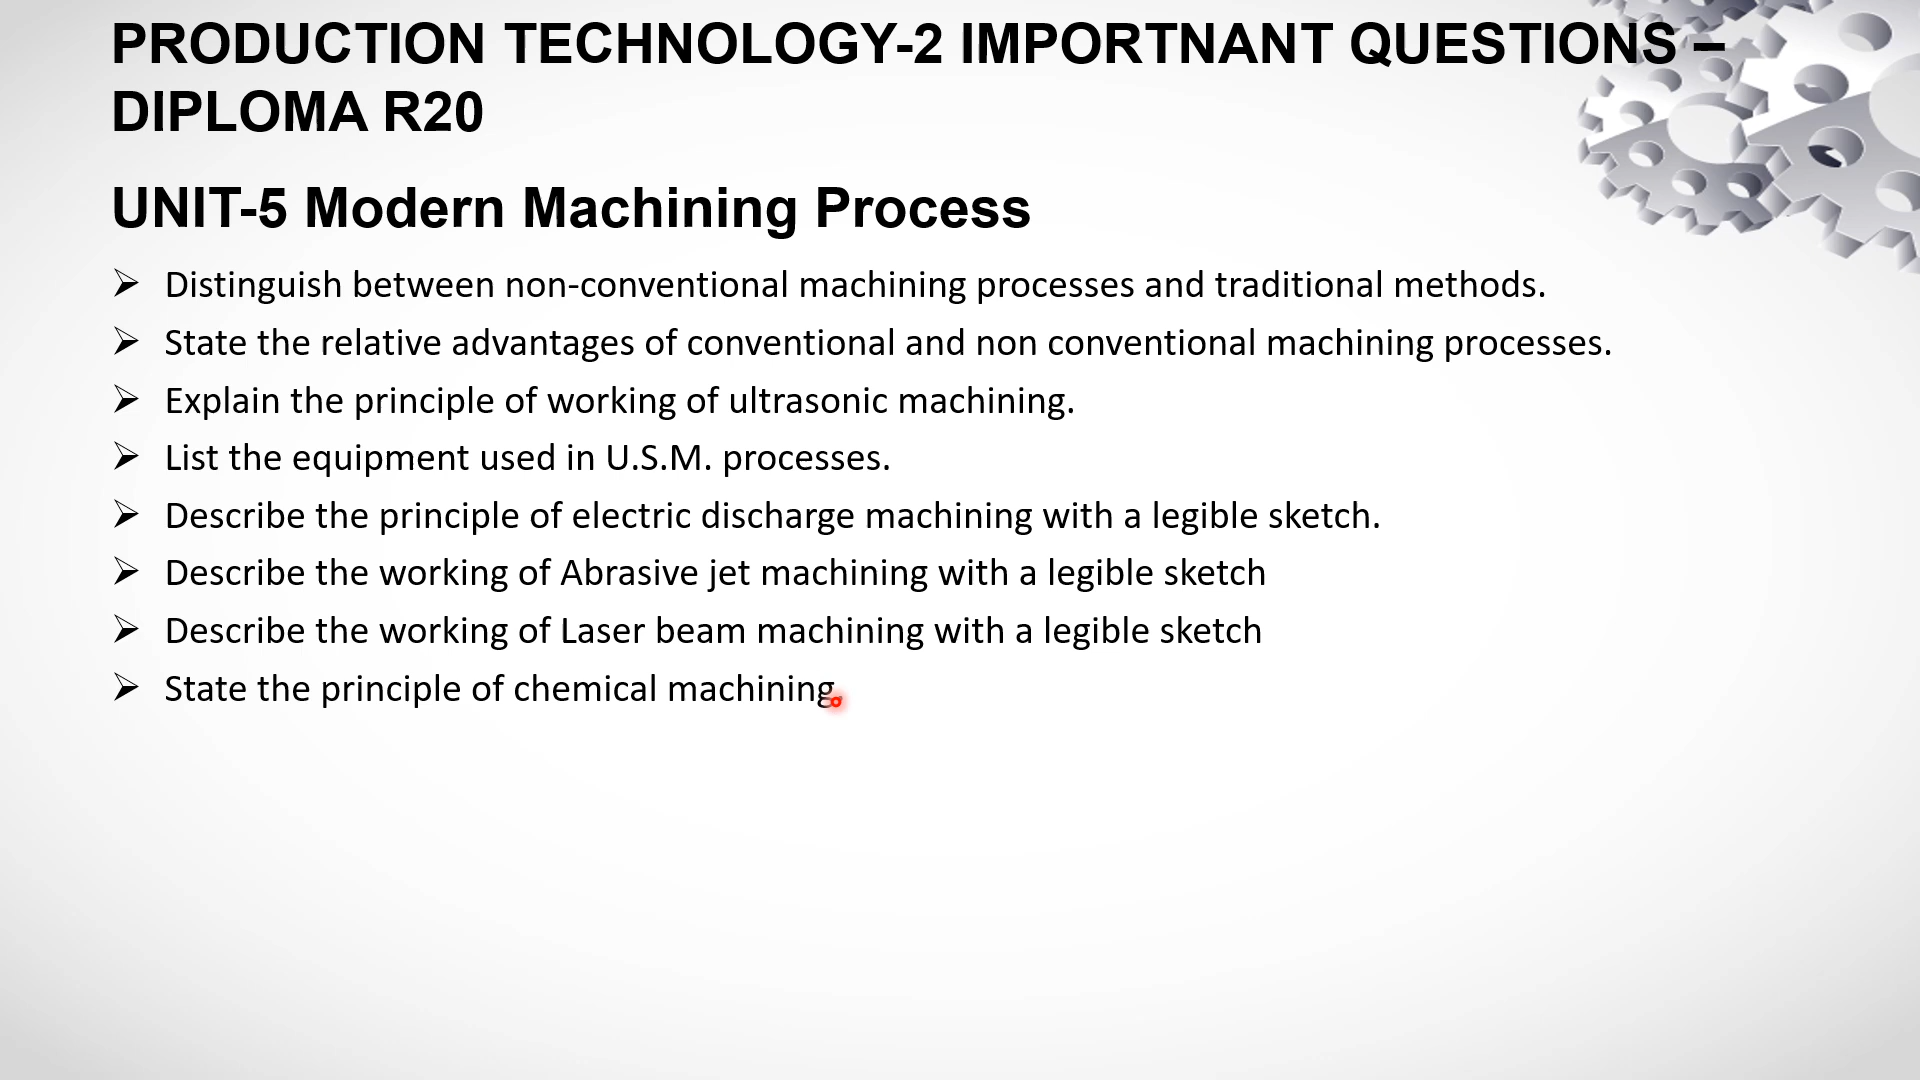 PRODUCTION TECHNOLOGY-2 IMPORTNANT QUESTIONS –
DIPLOMA R20
UNIT-5 Modern Machining Process
➢ Distinguish between non-conventional machining processes and traditional methods.
➢ State the relative advantages of conventional and non conventional machining processes.
➢ Explain the principle of working of ultrasonic machining.
➢ List the equipment used in U.S.M. processes.
➢ Describe the principle of electric discharge machining with a legible sketch.
➢ Describe the working of Abrasive jet machining with a legible sketch
➢ Describe the working of Laser beam machining with a legible sketch
➢ State the principle of chemical machining.